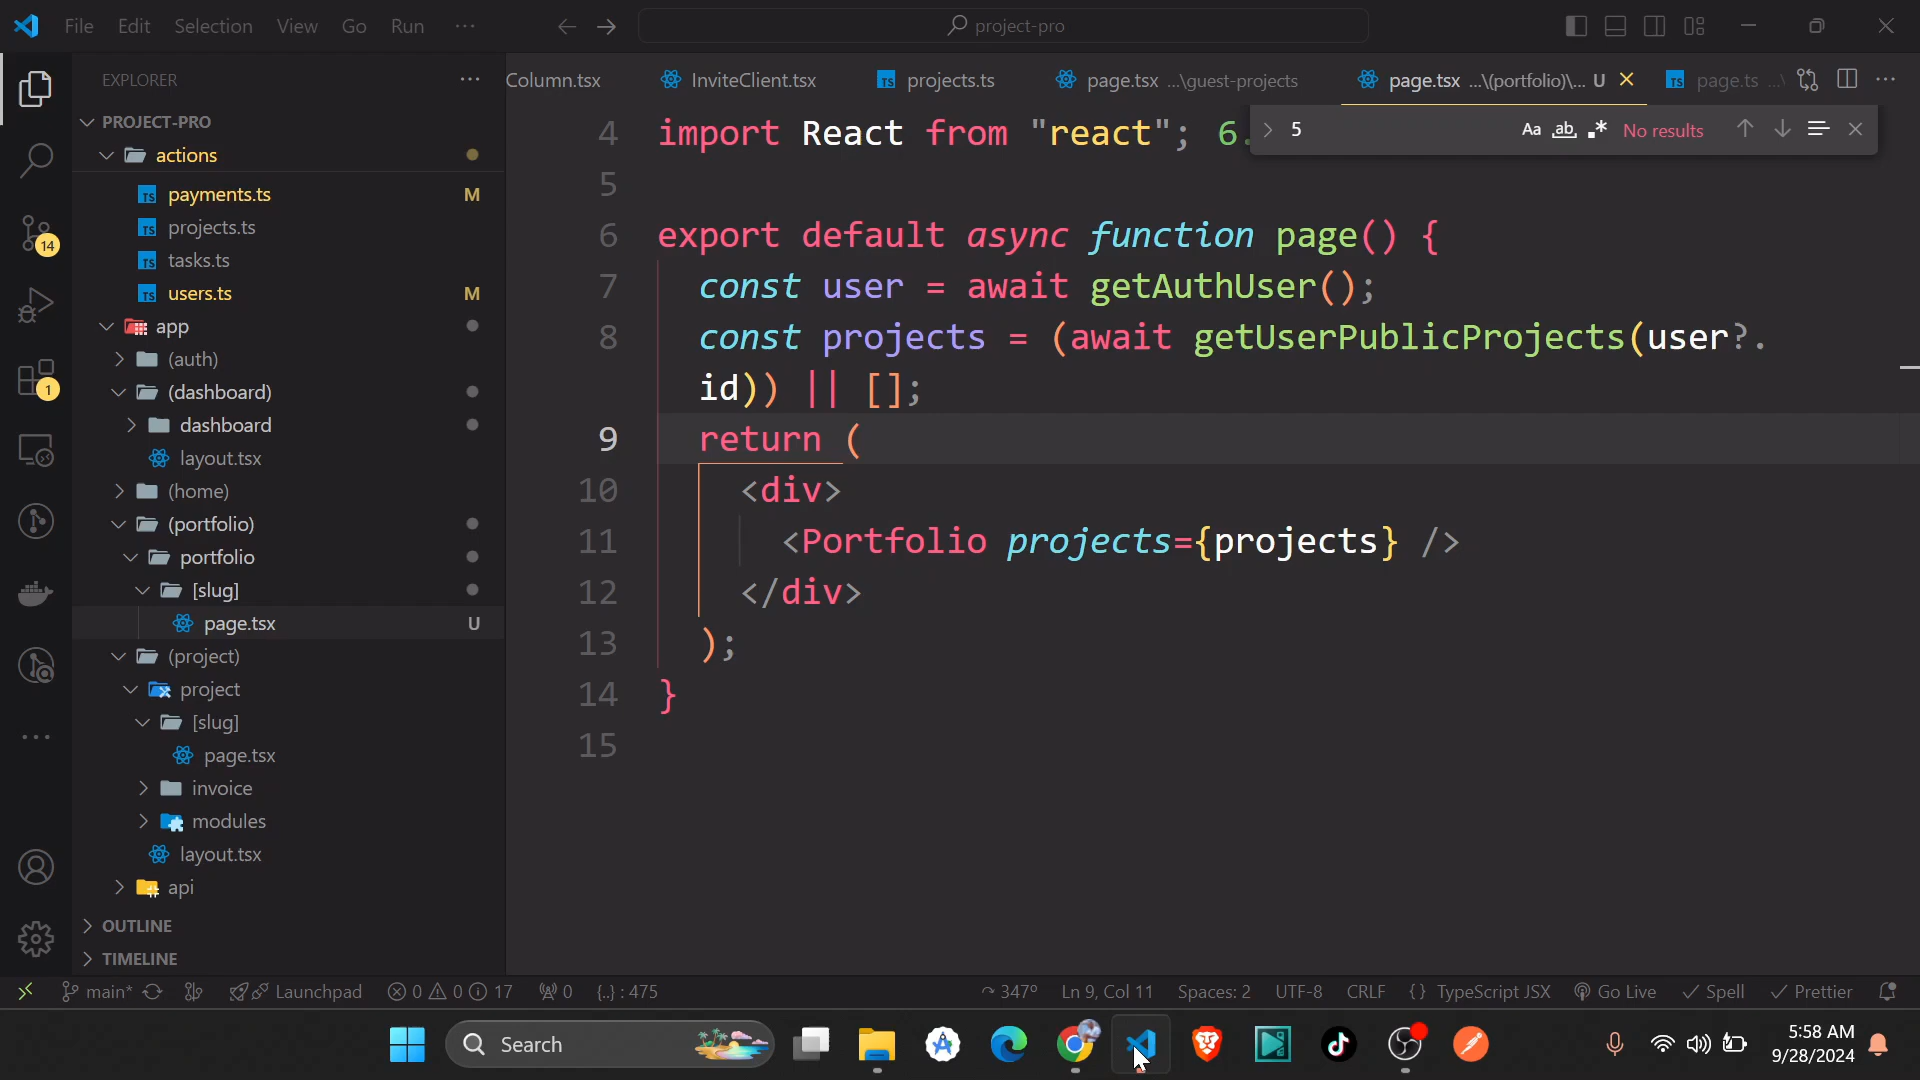 File Edit Selection View Go Run ···
project-pro
EXPLORER
Column.tsx
InviteClient.tsx
projects.ts
page.tsx ...\guest-projects
page.tsx ...\(portfolio)\... U
page.ts ...\
5
Aa ab No results
PROJECT-PRO
actions
payments.ts M
projects.ts
tasks.ts
users.ts M
app
(auth)
(dashboard)
dashboard
layout.tsx
(home)
(portfolio)
portfolio
[slug]
page.tsx U
(project)
project
[slug]
page.tsx
invoice
modules
layout.tsx
api
OUTLINE
TIMELINE
14
1
4 import React from "react"; 6.
5
6 export default async function page() {
7 const user = await getAuthUser();
8 const projects = (await getUserPublicProjects(user?.
id)) || [];
9 return (
10 <div>
11 <Portfolio projects={projects} />
12 </div>
13 );
14 }
15
main* Launchpad 0 0 17 0 {..} : 475
347° Ln 9, Col 11 Spaces: 2 UTF-8 CRLF {} TypeScript JSX Go Live Spell Prettier
Search
5:58 AM
9/28/2024